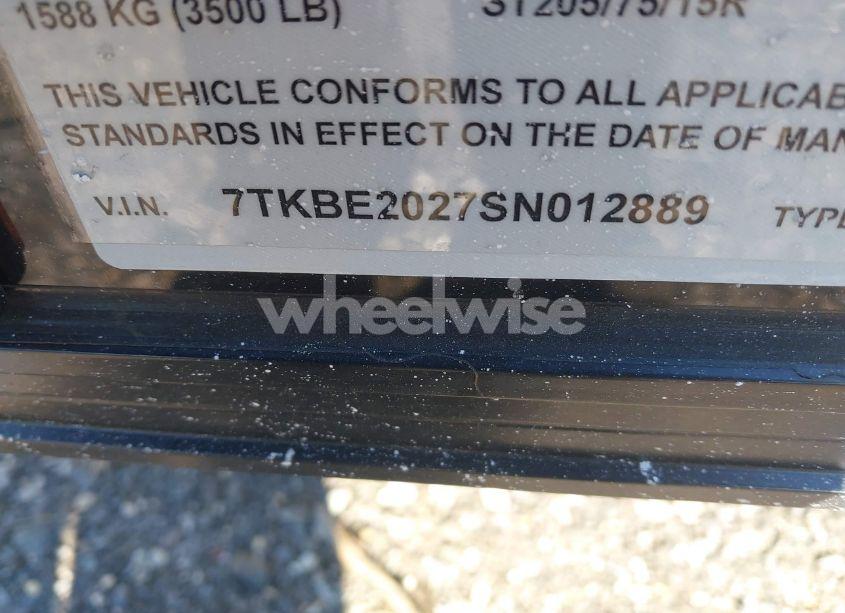 1588 KG (3500 LB) ST205/75/15R
THIS VEHICLE CONFORMS TO ALL APPLICAB
STANDARDS IN EFFECT ON THE DATE OF MAN
V.I.N. 7TKBE2027SN012889 TYPE
wheelwise